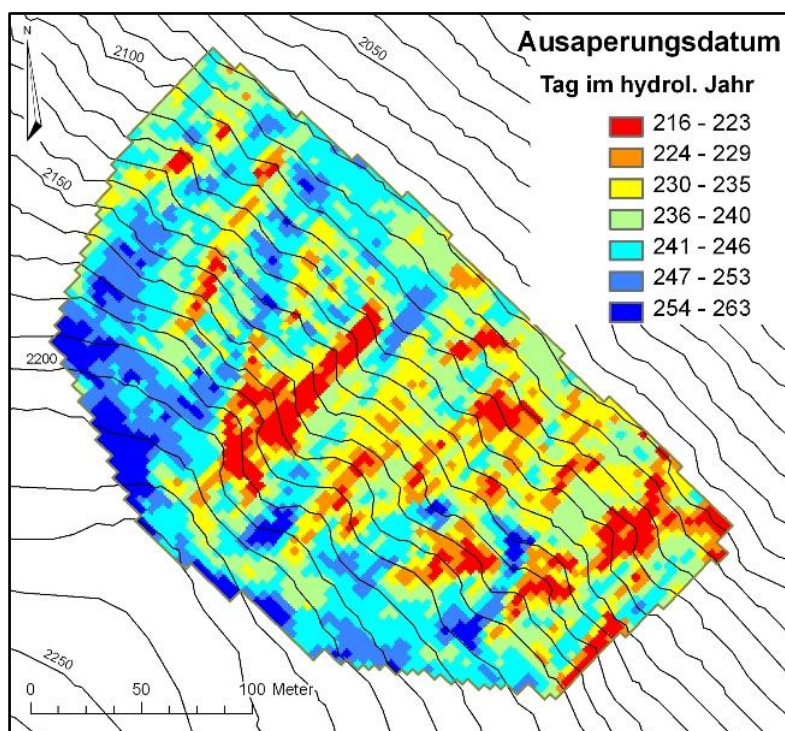 N
2100
2050
Ausaperungsdatum
Tag im hydrol. Jahr
216 - 223
224 - 229
230 - 235
236 - 240
241 - 246
247 - 253
254 - 263
2150
2200
2250
0 50 100 Meter